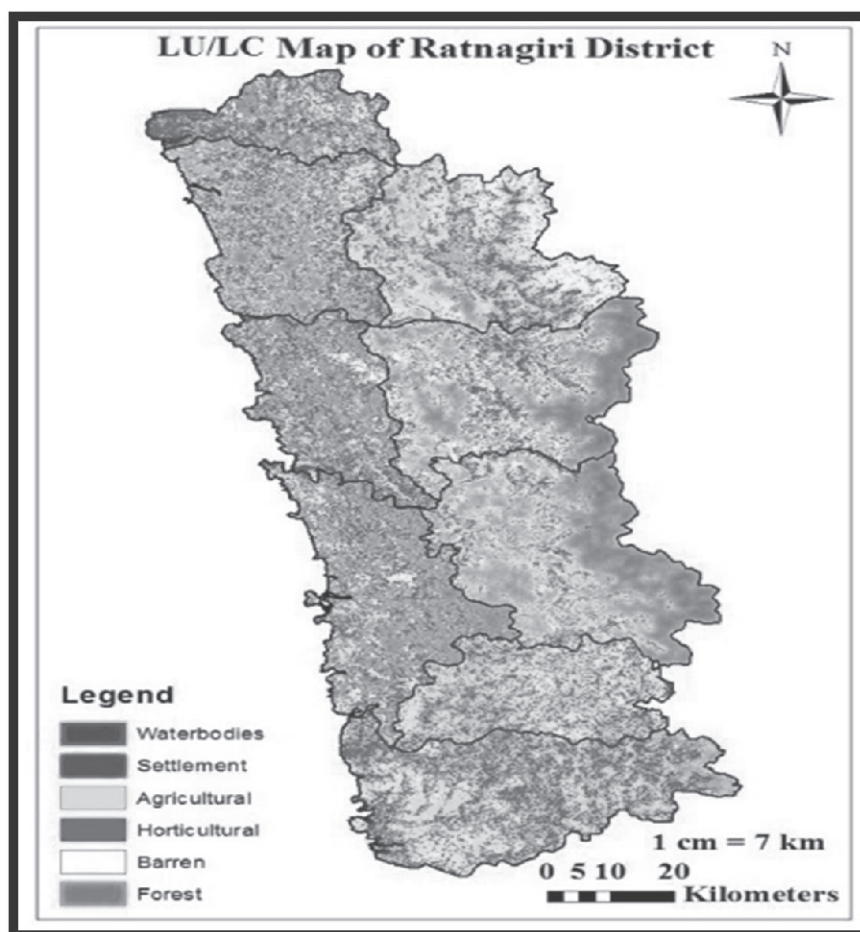 LU/LC Map of Ratnagiri District
N
Legend
Waterbodies
Settlement
Agricultural
Horticultural
Barren
Forest
1 cm = 7 km
0 5 10 20
Kilometers